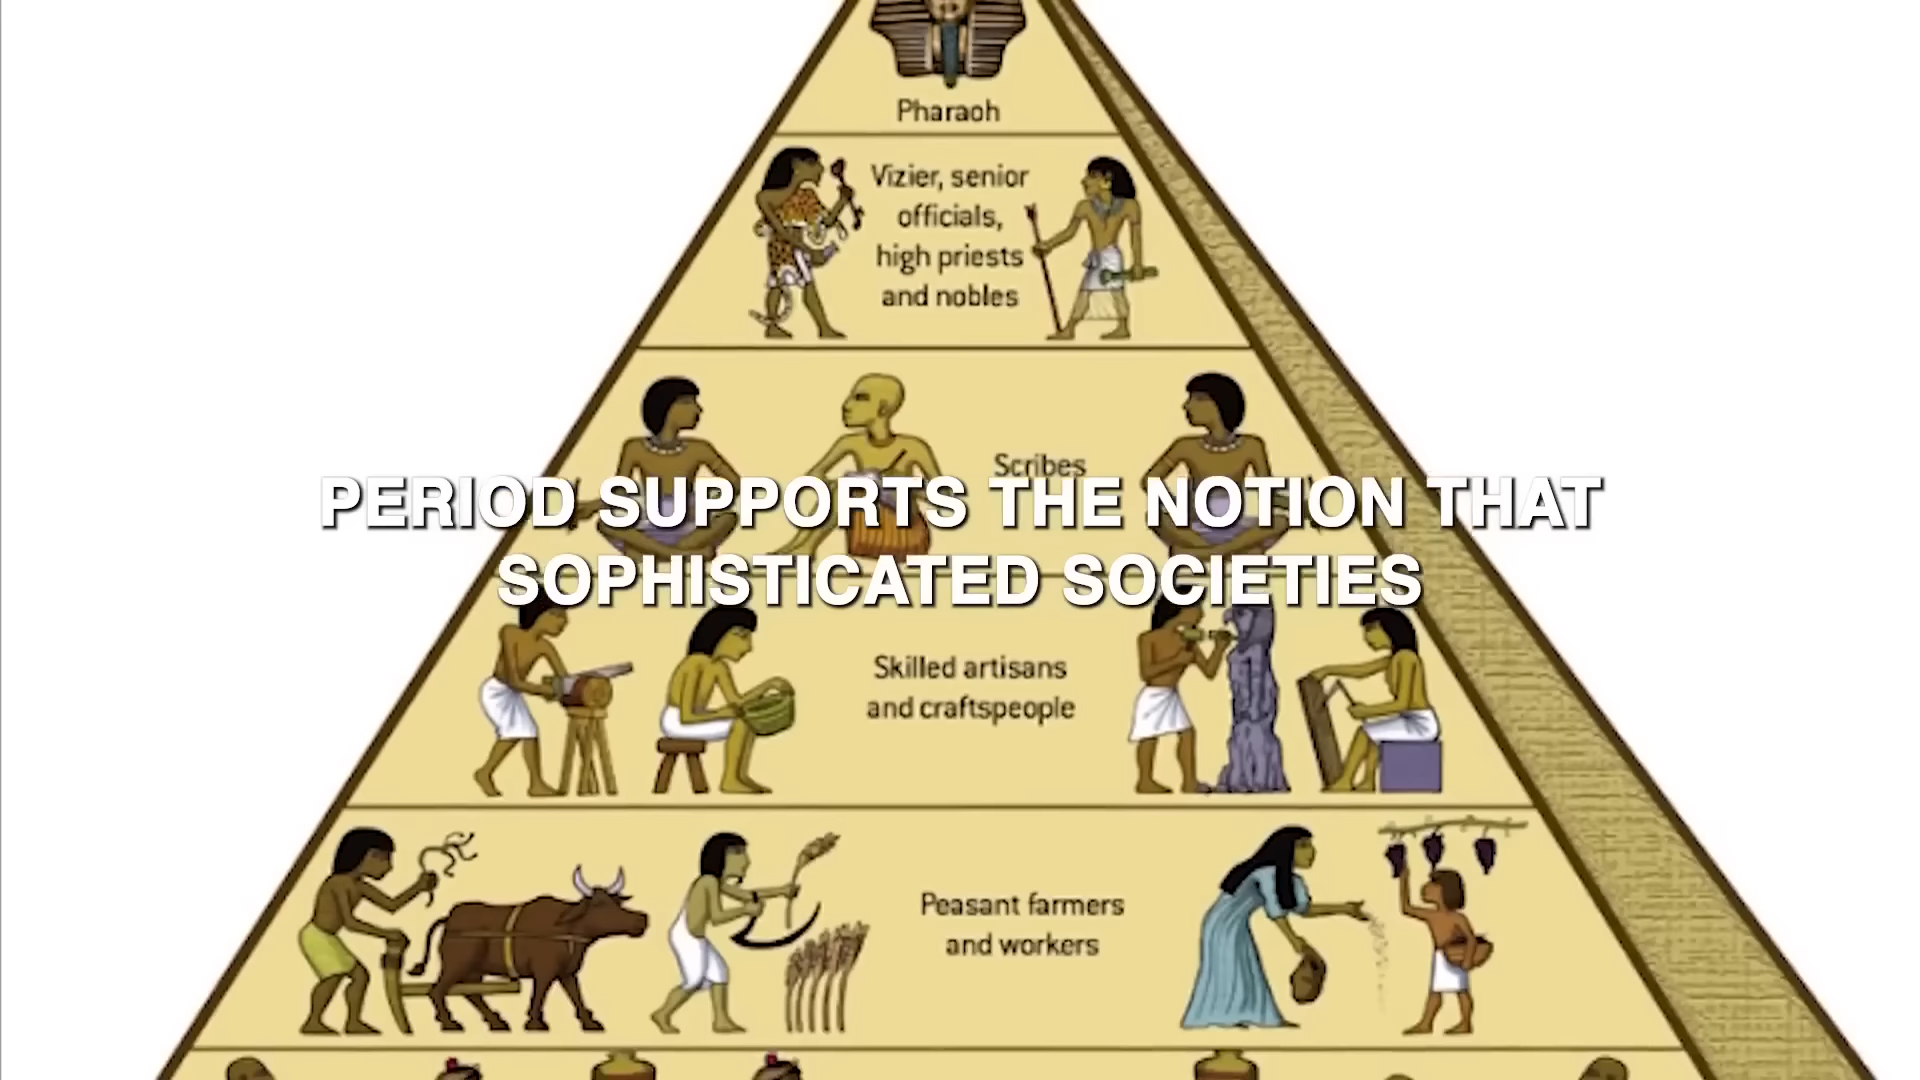 Pharaoh
Vizier, senior
officials,
high priests
and nobles
Scribes
PERIOD SUPPORTS THE NOTION THAT
SOPHISTICATED SOCIETIES
Skilled artisans
and craftspeople
Peasant farmers
and workers